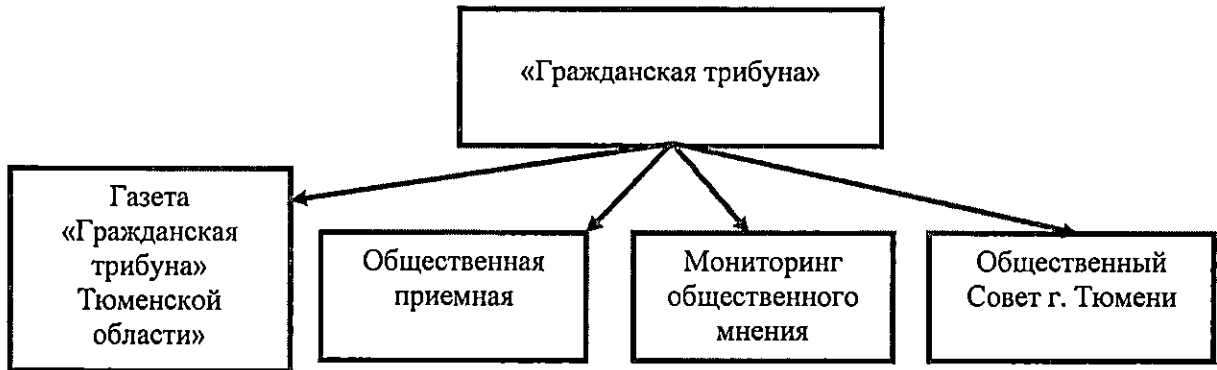 «Гражданская трибуна»
Газета
«Гражданская
трибуна»
Тюменской
области»
Общественная
приемная
Мониторинг
общественного
мнения
Общественный
Совет г. Тюмени